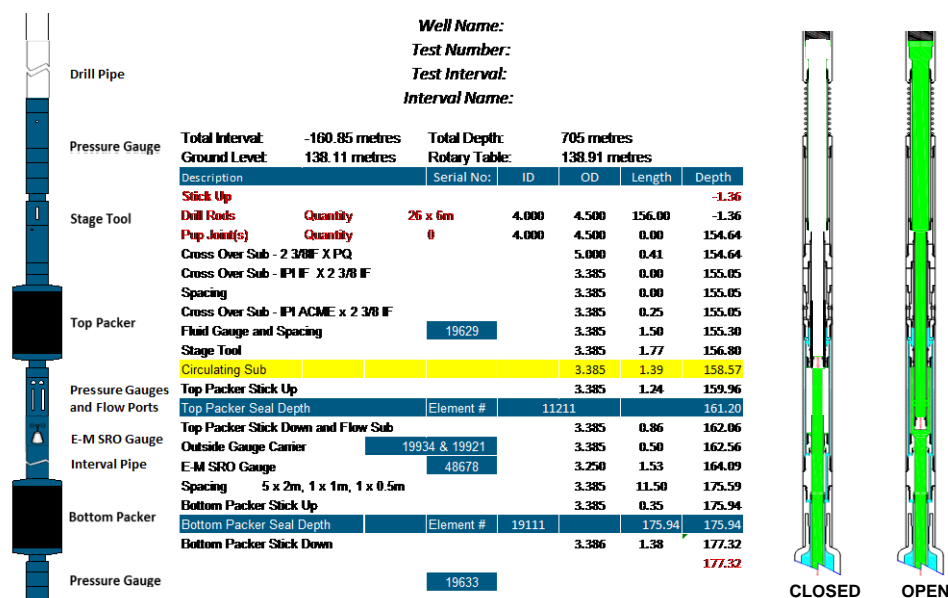 Well Name:
Test Number:
Test Interval:
Interval Name:
Drill Pipe
Pressure Gauge
Stage Tool
Top Packer
Pressure Gauges
and Flow Ports
E-M SRO Gauge
Interval Pipe
Bottom Packer
Pressure Gauge
Total Interval: -160.85 metres Total Depth: 705 metres
Ground Level: 138.11 metres Rotary Table: 138.91 metres
Description Serial No: ID OD Length Depth
Stick Up -1.36
Drill Rods Quantity 26 x 6m 4.000 4.500 156.00 -1.36
Pup Joint(s) Quantity 0 4.000 4.500 0.00 154.64
Cross Over Sub - 2 3/8IF X PQ 5.000 0.41 154.64
Cross Over Sub - IPI IF X 2 3/8 IF 3.385 0.00 155.05
Spacing 3.385 0.00 155.05
Cross Over Sub - IPI ACME x 2 3/8 IF 3.385 0.25 155.05
Fluid Gauge and Spacing 19629 3.385 1.50 155.30
Stage Tool 3.385 1.77 156.80
Circulating Sub 3.385 1.39 158.57
Top Packer Stick Up 3.385 1.24 159.96
Top Packer Seal Depth Element # 11211 161.20
Top Packer Stick Down and Flow Sub 3.385 0.86 162.06
Outside Gauge Carrier 19934 & 19921 3.385 0.50 162.56
E-M SRO Gauge 48678 3.250 1.53 164.09
Spacing 5 x 2m, 1 x 1m, 1 x 0.5m 3.385 11.50 175.59
Bottom Packer Stick Up 3.385 0.35 175.94
Bottom Packer Seal Depth Element # 19111 175.94 175.94
Bottom Packer Stick Down 3.386 1.38 177.32
177.32
19633
CLOSED
OPEN